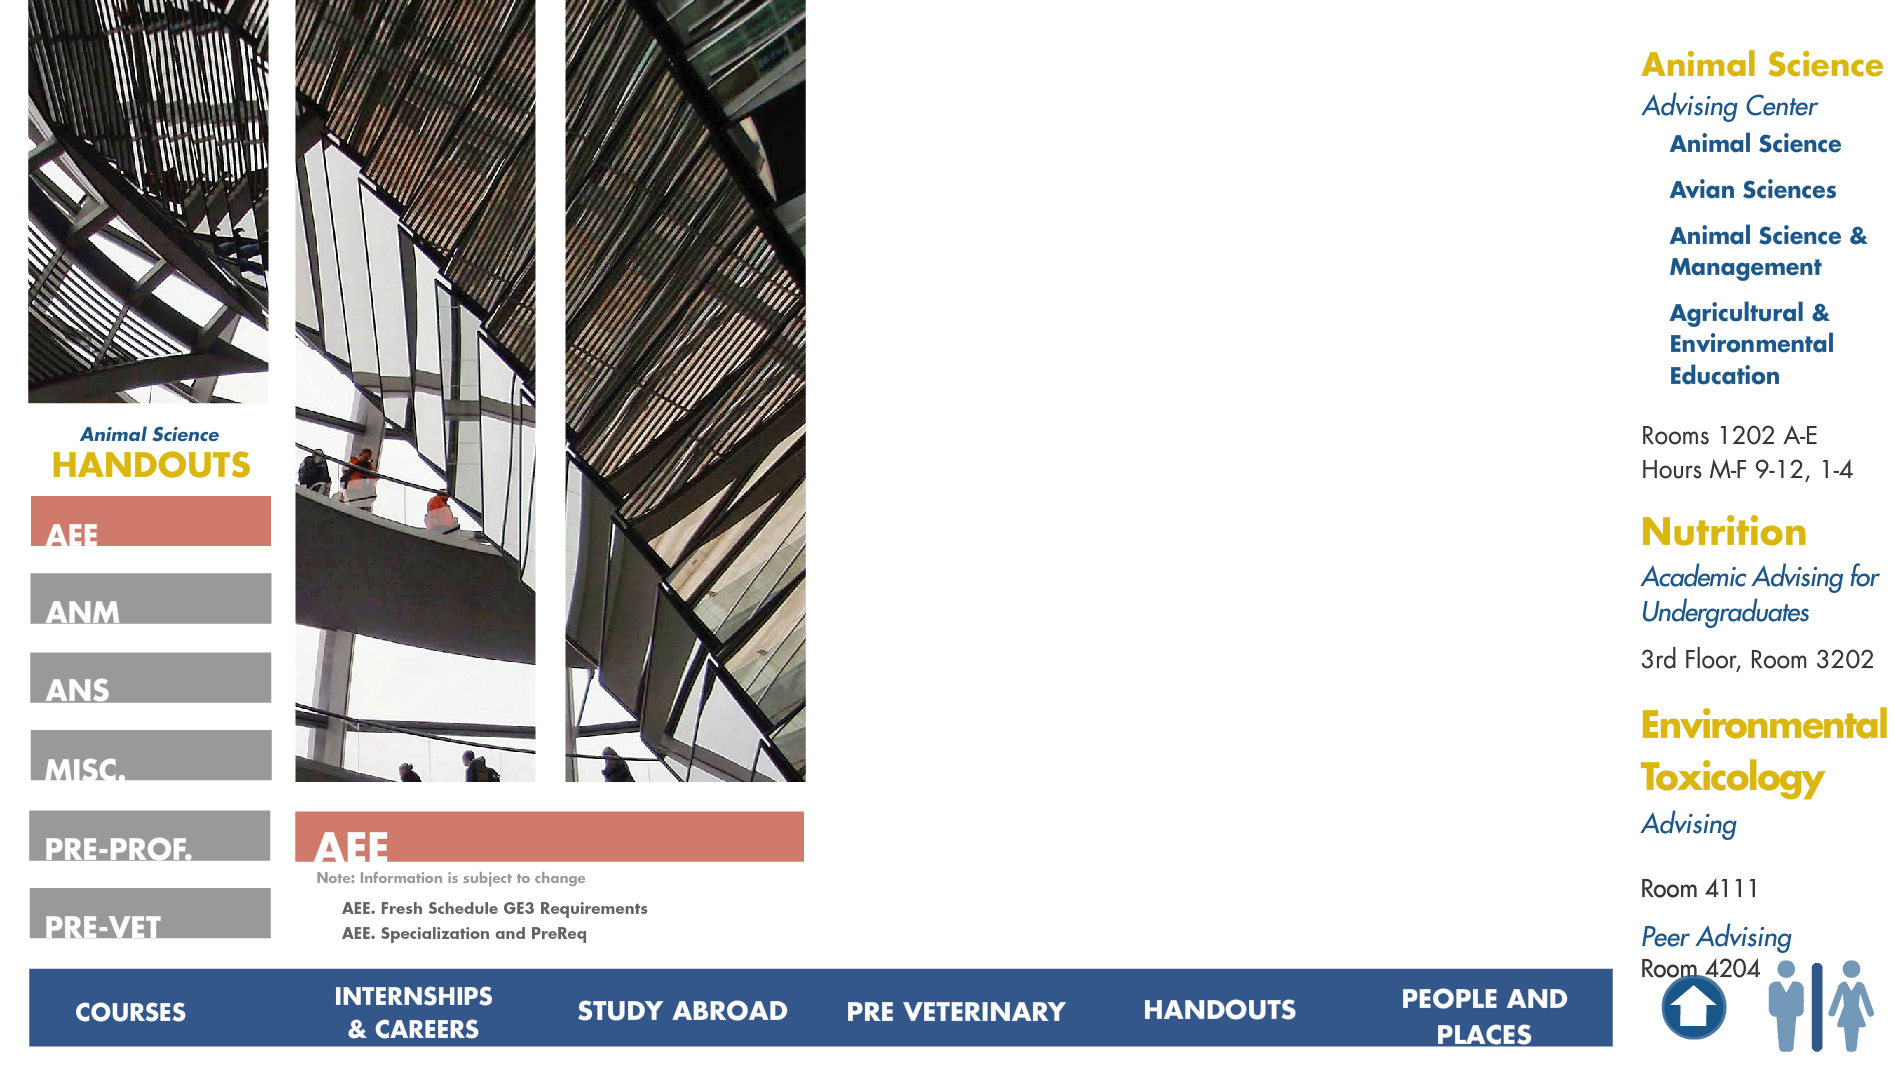 Animal Science
HANDOUTS
AEE
ANM
ANS
MISC.
PRE-PROF.
PRE-VET
AEE
Note: Information is subject to change
AEE. Fresh Schedule GE3 Requirements
AEE. Specialization and PreReq
Animal Science
Advising Center
Animal Science
Avian Sciences
Animal Science &
Management
Agricultural &
Environmental
Education
Rooms 1202 A-E
Hours M-F 9-12, 1-4
Nutrition
Academic Advising for
Undergraduates
3rd Floor, Room 3202
Environmental
Toxicology
Advising
Room 4111
Peer Advising
Room 4204
COURSES
INTERNSHIPS
& CAREERS
STUDY ABROAD
PRE VETERINARY
HANDOUTS
PEOPLE AND
PLACES